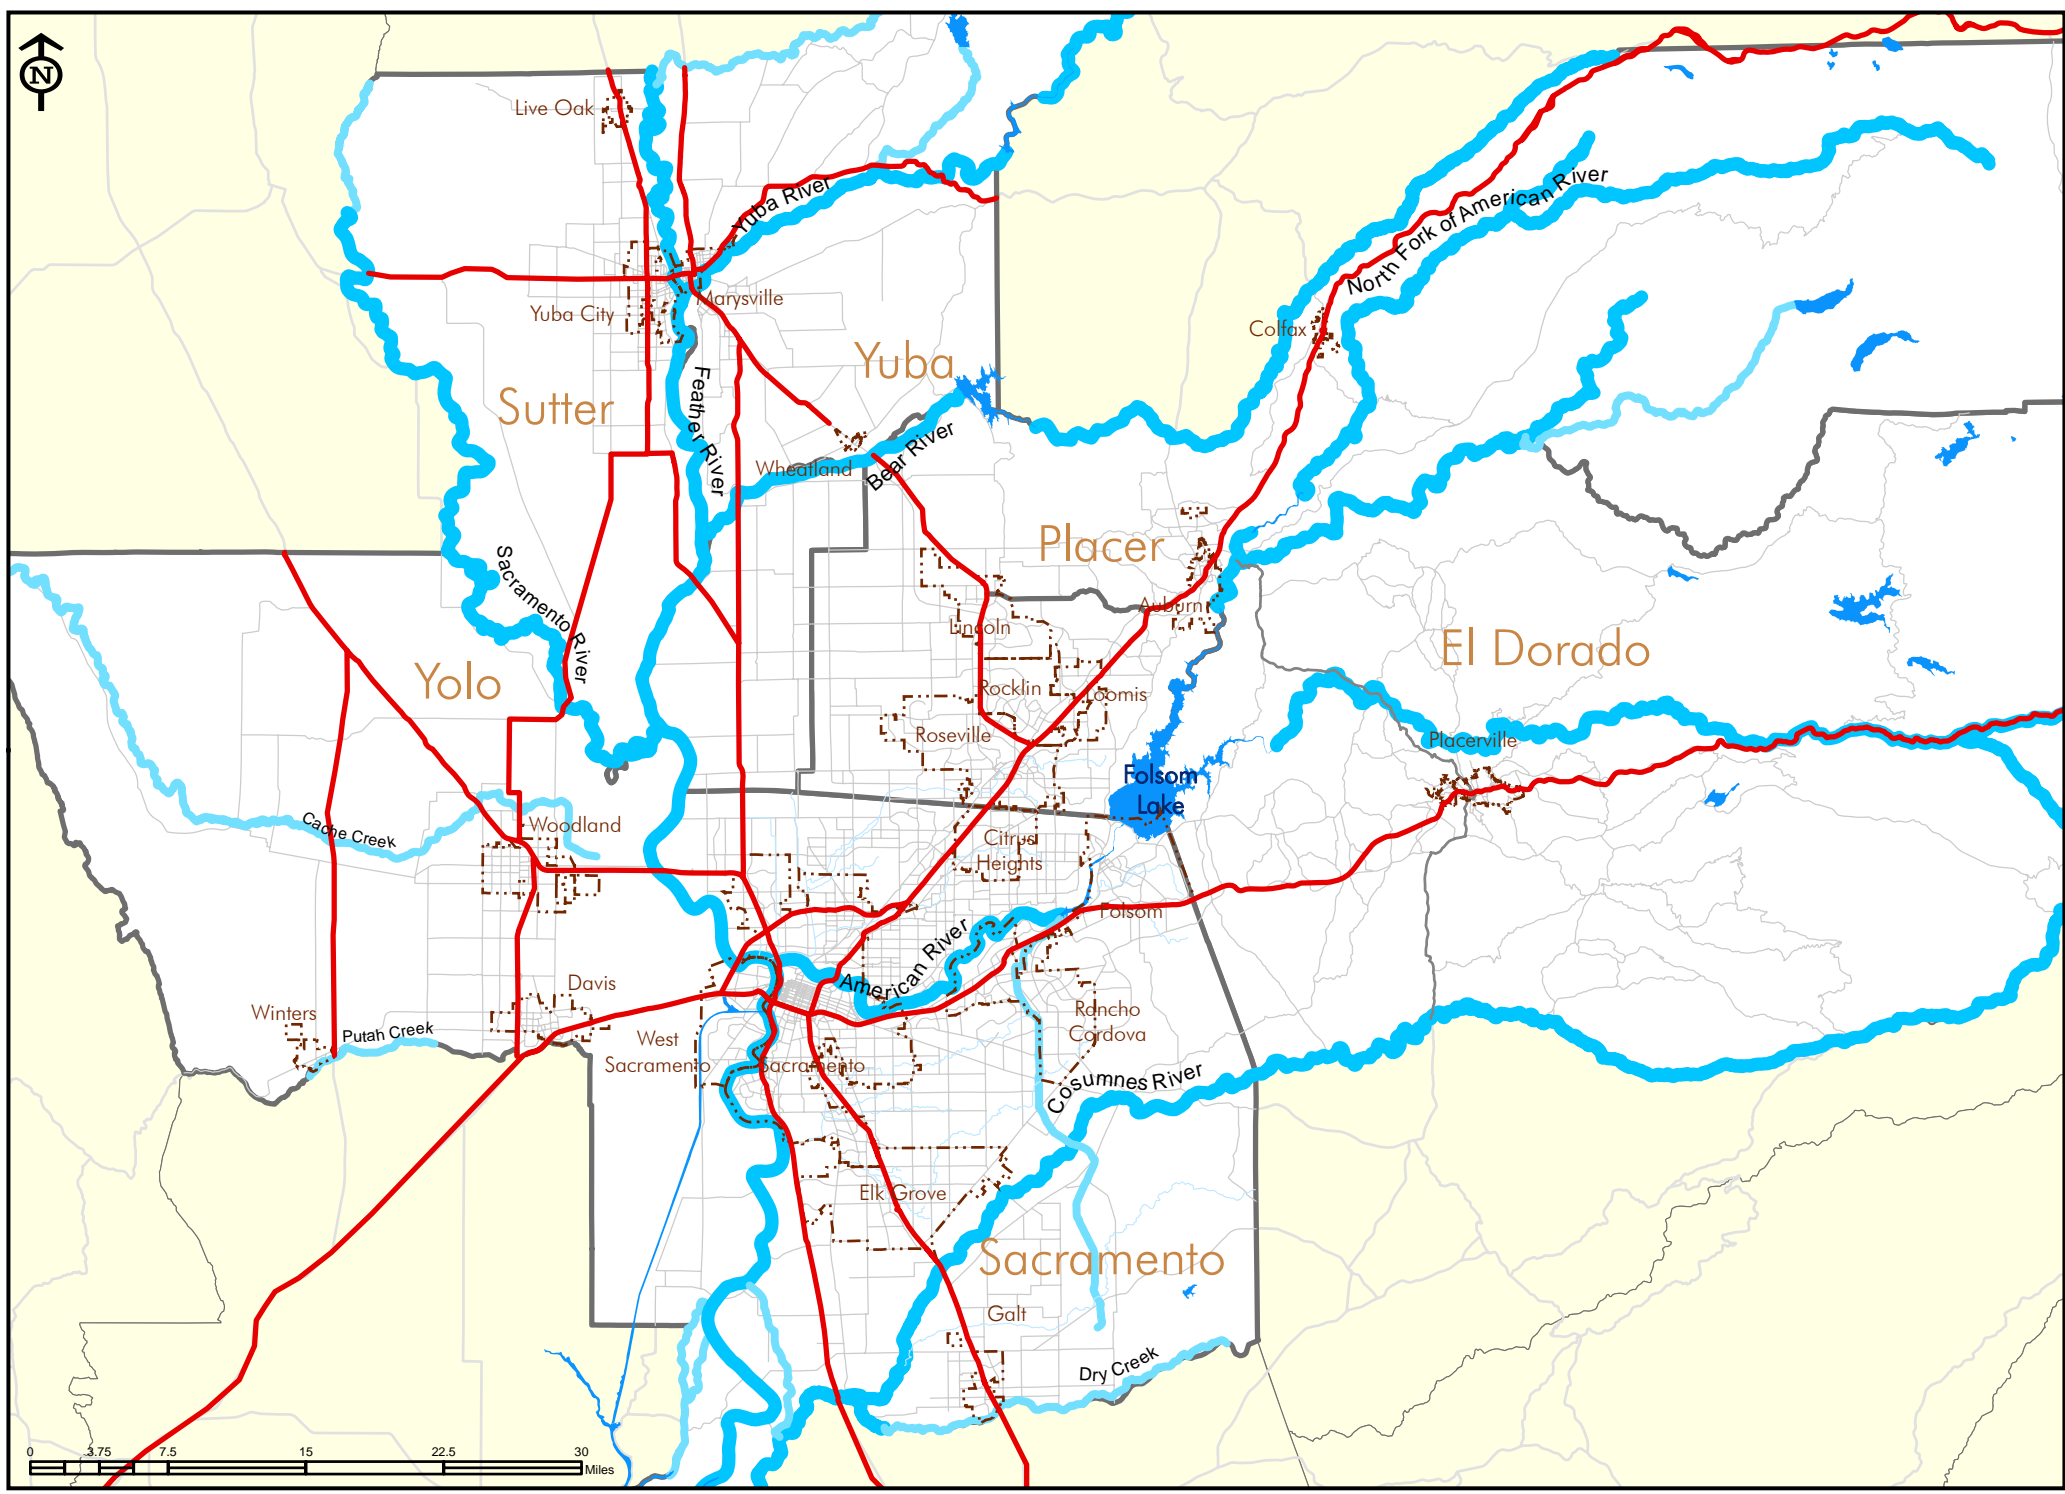 N
Live Oak
Yuba River
North Fork of American River
Marysville
Yuba City
Colfax
Yuba
Feather River
Sutter
Bear River
Wheatland
Placer
Sacramento River
Auburn
Lincoln
El Dorado
Yolo
Rocklin
Loomis
Roseville
Placerville
Folsom
Lake
Cache Creek
Woodland
Citrus
Heights
Folsom
American River
Davis
Winters
Putah Creek
West
Sacramento
Sacramento
Rancho
Cordova
Cosumnes River
Elk Grove
Sacramento
Galt
Dry Creek
0 3.75 7.5 15 22.5 30
Miles